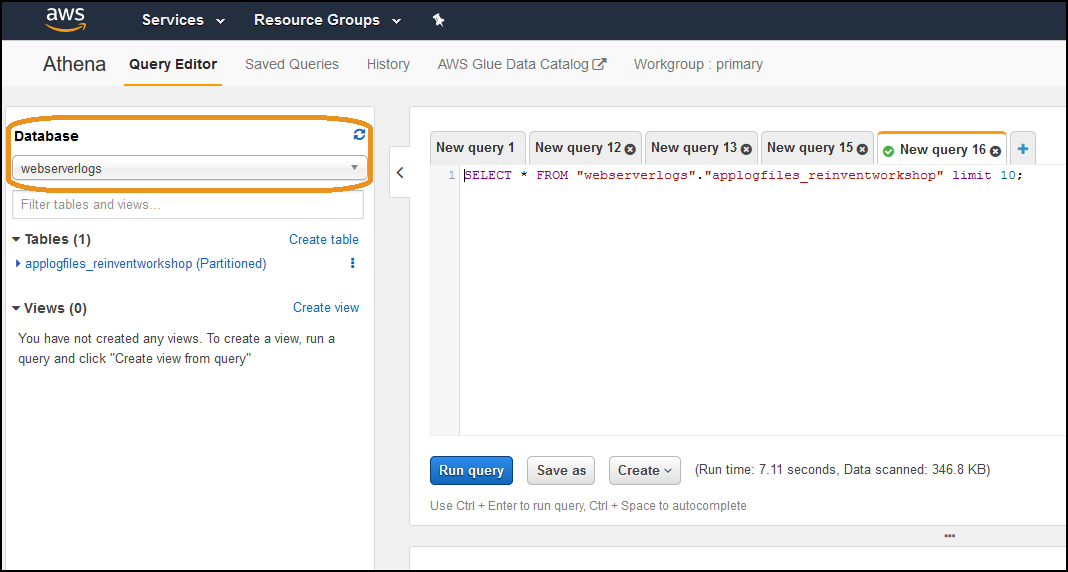 aws
Services
Resource Groups
Athena
Query Editor
Saved Queries
History
AWS Glue Data Catalog
Workgroup : primary
Database
webserverlogs
Filter tables and views...
Tables (1)
Create table
applogfiles_reinventworkshop (Partitioned)
Views (0)
Create view
You have not created any views. To create a view, run a
query and click "Create view from query"
New query 1
New query 12
New query 13
New query 15
New query 16
1
SELECT * FROM "webserverlogs"."applogfiles_reinventworkshop" limit 10;
Run query
Save as
Create
(Run time: 7.11 seconds, Data scanned: 346.8 KB)
Use Ctrl + Enter to run query, Ctrl + Space to autocomplete